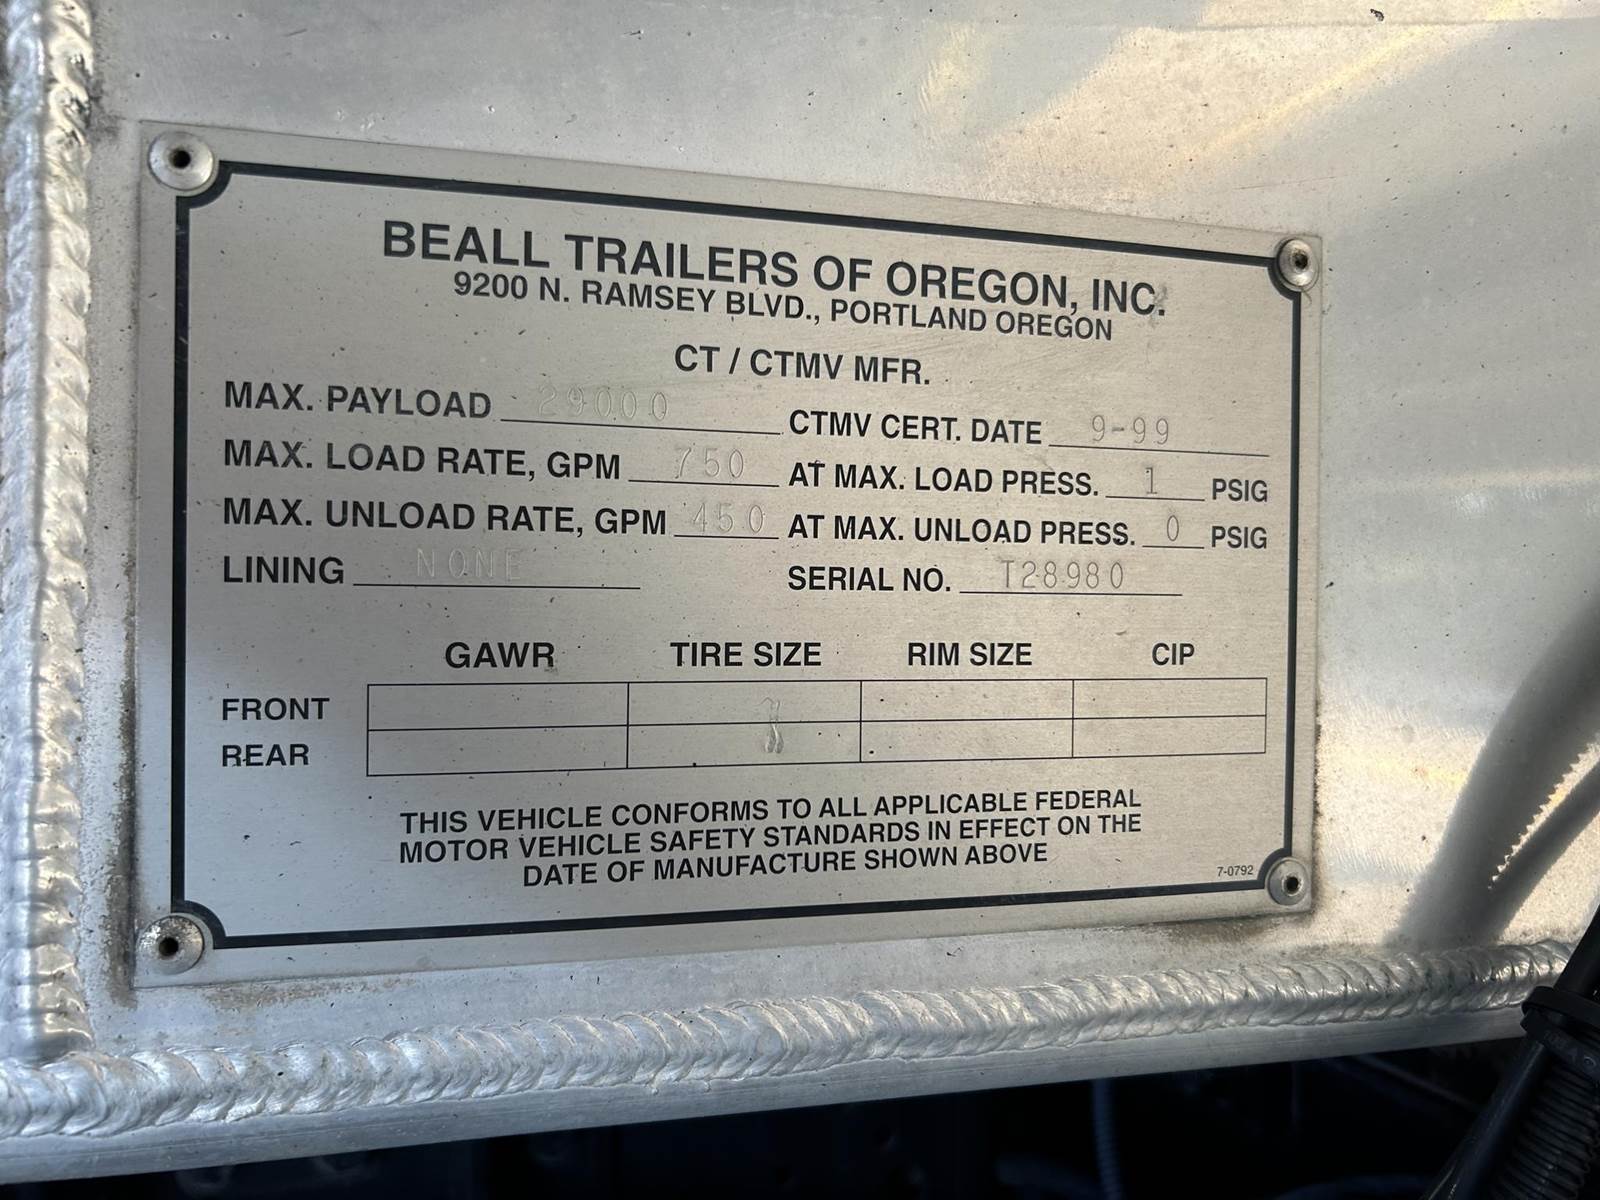 BEALL TRAILERS OF OREGON, INC.
9200 N. RAMSEY BLVD., PORTLAND OREGON
CT / CTMV MFR.
MAX. PAYLOAD 29000 CTMV CERT. DATE 9-99
MAX. LOAD RATE, GPM 750 AT MAX. LOAD PRESS. 1 PSIG
MAX. UNLOAD RATE, GPM 450 AT MAX. UNLOAD PRESS. 0 PSIG
LINING NONE SERIAL NO. T28980
GAWR TIRE SIZE RIM SIZE CIP
FRONT
REAR
THIS VEHICLE CONFORMS TO ALL APPLICABLE FEDERAL
MOTOR VEHICLE SAFETY STANDARDS IN EFFECT ON THE
DATE OF MANUFACTURE SHOWN ABOVE
7-0792